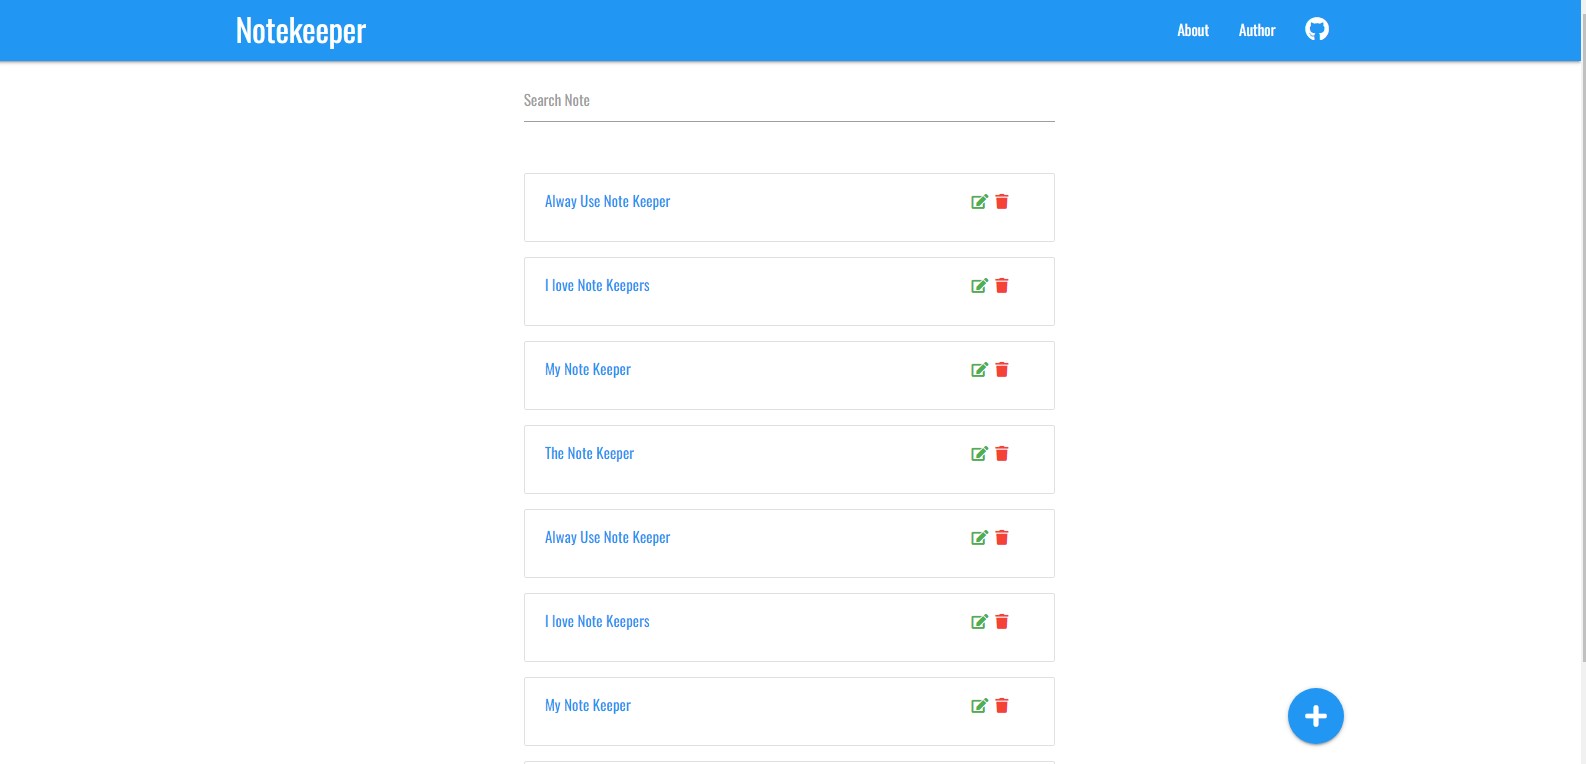 Notekeeper
About
Author
Search Note
Alway Use Note Keeper
I love Note Keepers
My Note Keeper
The Note Keeper
Alway Use Note Keeper
I love Note Keepers
My Note Keeper